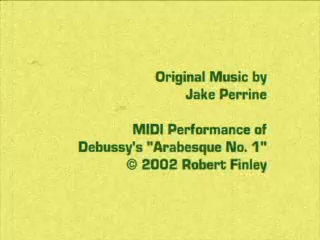 Original Music by
Jake Perrine
MIDI Performance of
Debussy's "Arabesque No. 1"
© 2002 Robert Finley